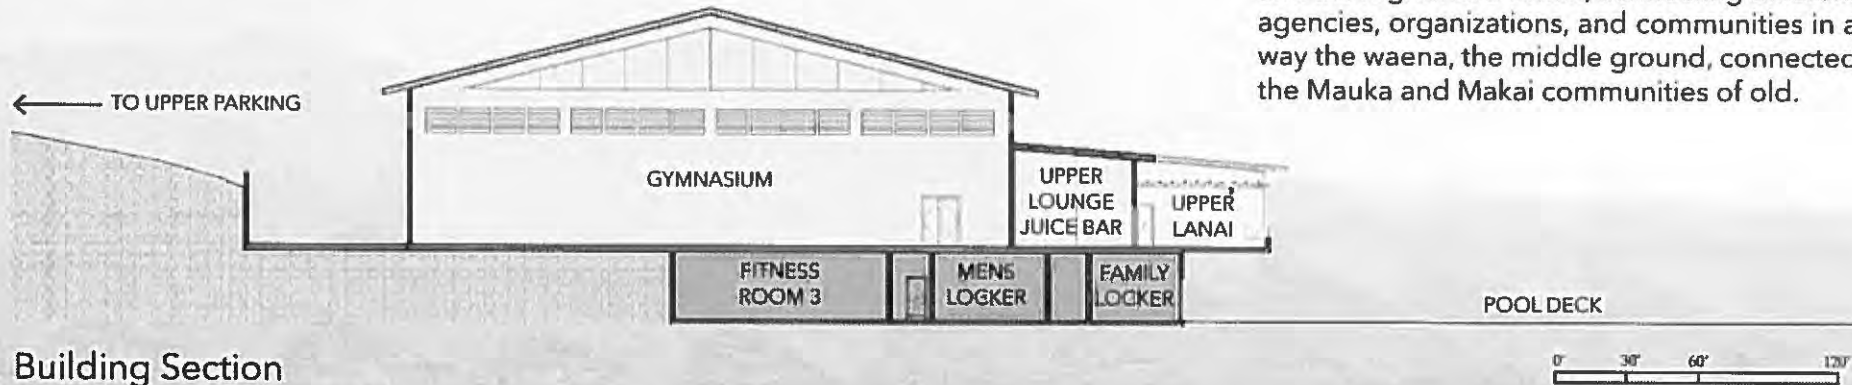 agencies, organizations, and communities in a
way the waena, the middle ground, connected
the Mauka and Makai communities of old.
TO UPPER PARKING
GYMNASIUM
UPPER
LOUNGE
JUICE BAR
UPPER
LANAI
FITNESS
ROOM 3
MENS
LOCKER
FAMILY
LOCKER
POOL DECK
Building Section
0' 30' 60' 120'